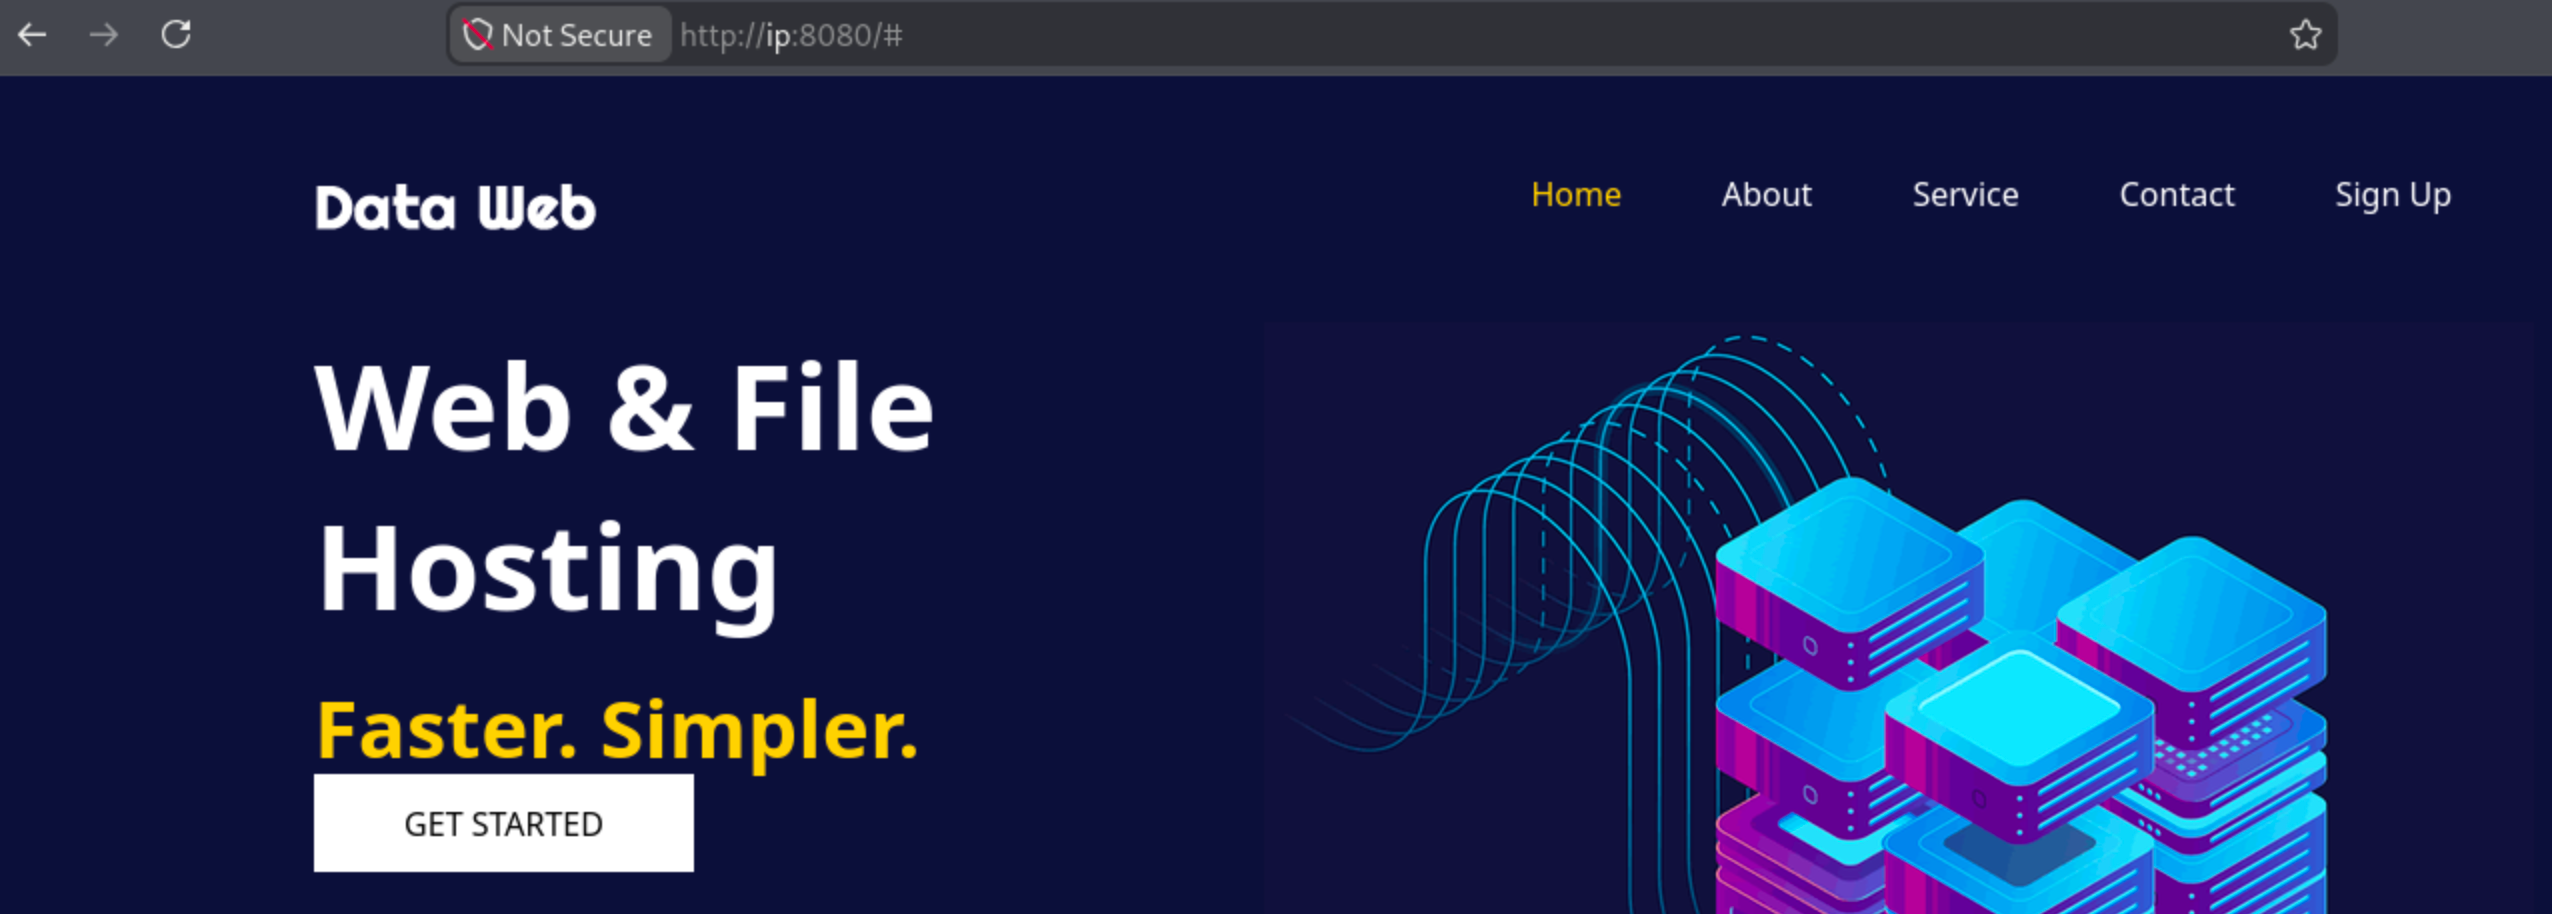 Not Secure http://ip:8080/#
Data Web
Home About Service Contact Sign Up
Web & File
Hosting
Faster. Simpler.
GET STARTED